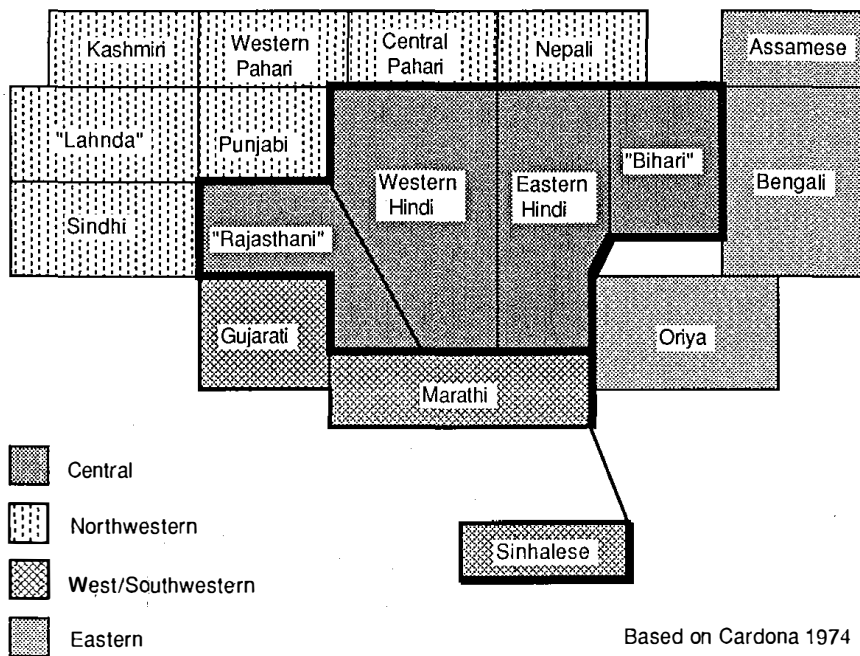 Kashmiri
Western
Pahari
Central
Pahari
Nepali
Assamese
"Lahnda"
Punjabi
Western
Hindi
Eastern
Hindi
"Bihari"
Bengali
Sindhi
"Rajasthani"
Gujarati
Oriya
Marathi
Sinhalese
Central
Northwestern
West/Southwestern
Eastern
Based on Cardona 1974